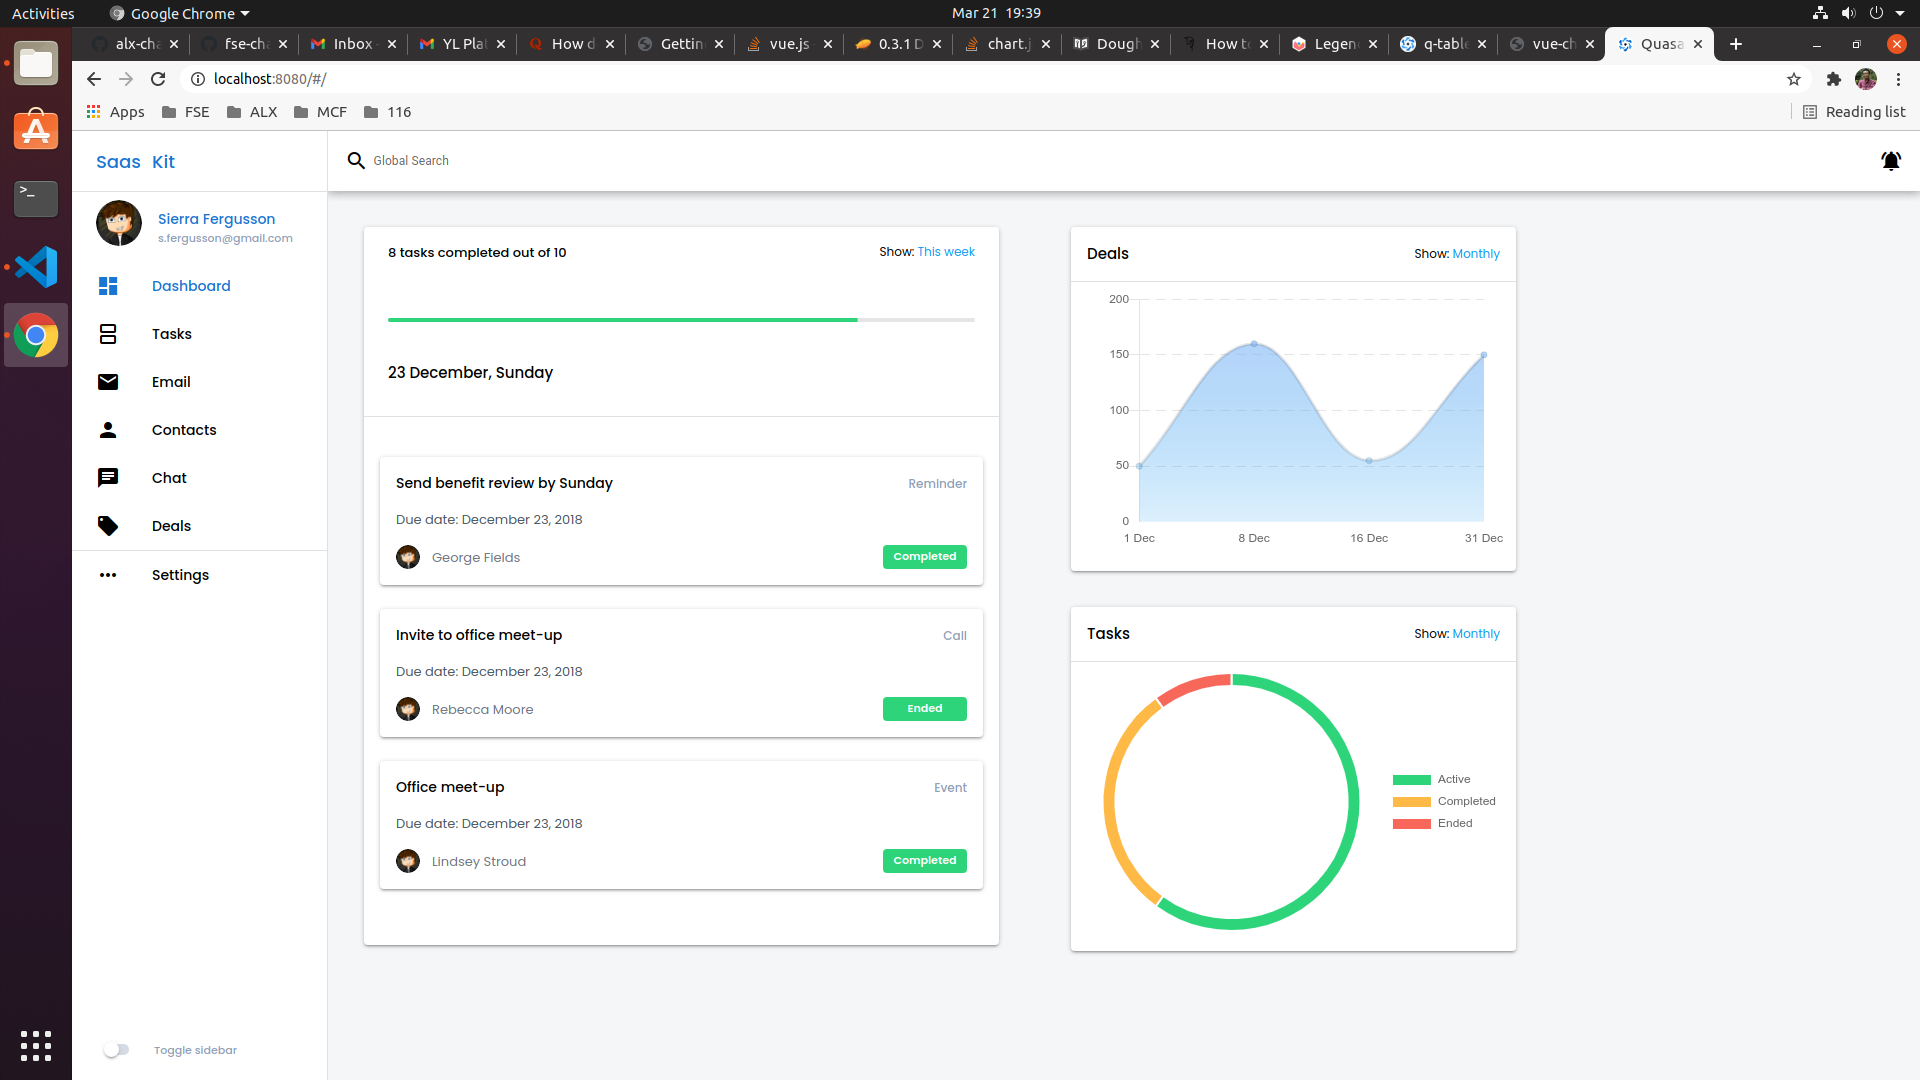 Activities
Google Chrome
Mar 21 19:39
alx-cha
fse-cha
Inbox
YL Plat
How d
Gettin
vue.js
0.3.1 D
chart.j
Dough
How to
Legen
q-table
vue-ch
Quasa
localhost:8080/#/
Apps
FSE
ALX
MCF
116
Reading list
Saas Kit
Global Search
Sierra Fergusson
s.fergusson@gmail.com
Dashboard
Tasks
Email
Contacts
Chat
Deals
Settings
Toggle sidebar
8 tasks completed out of 10
Show: This week
23 December, Sunday
Send benefit review by Sunday
Reminder
Due date: December 23, 2018
George Fields
Completed
Invite to office meet-up
Call
Due date: December 23, 2018
Rebecca Moore
Ended
Office meet-up
Event
Due date: December 23, 2018
Lindsey Stroud
Completed
Deals
Show: Monthly
200
150
100
50
0
1 Dec
8 Dec
16 Dec
31 Dec
Tasks
Show: Monthly
Active
Completed
Ended